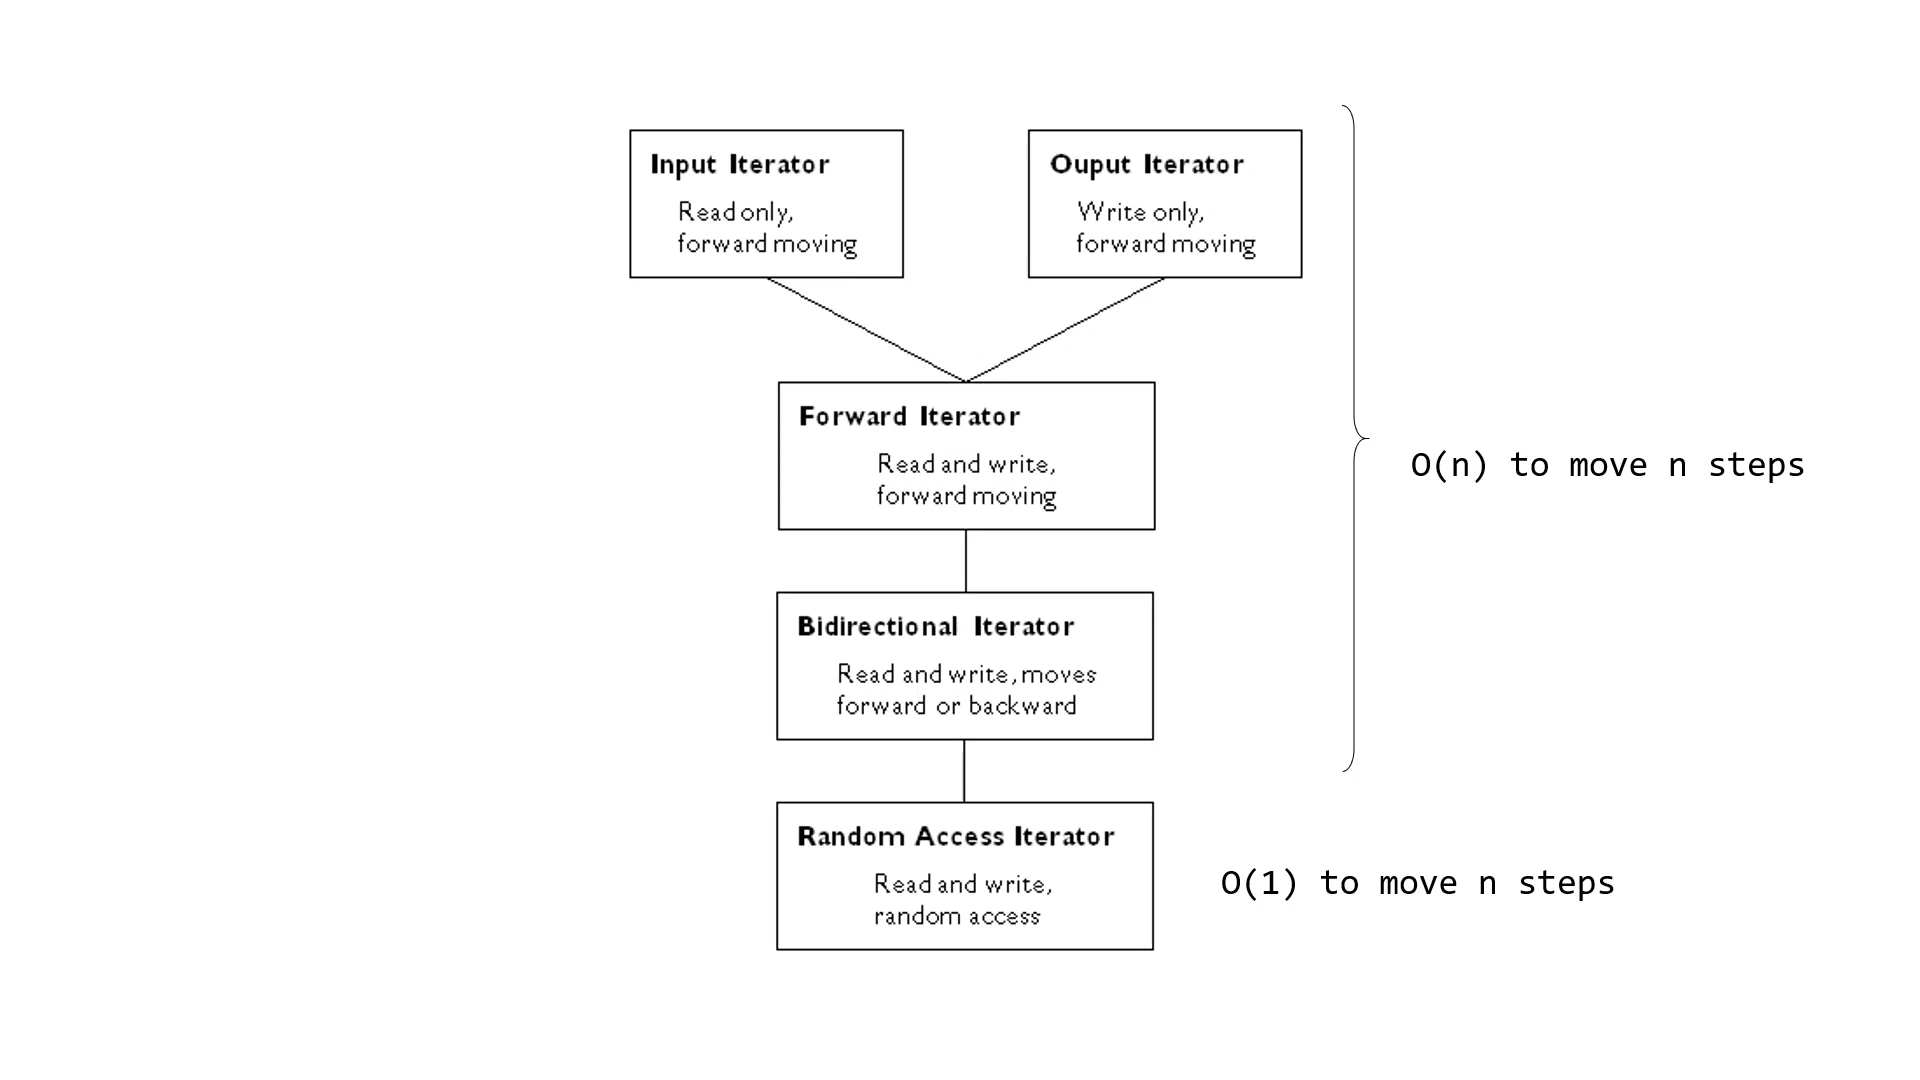 Input Iterator
Read only,
forward moving
Ouput Iterator
Write only,
forward moving
Forward Iterator
Read and write,
forward moving
O(n) to move n steps
Bidirectional Iterator
Read and write, moves
forward or backward
Random Access Iterator
Read and write,
random access
O(1) to move n steps